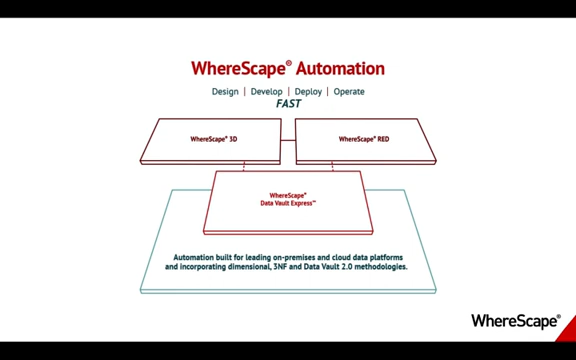 WhereScape® Automation
Design | Develop | Deploy | Operate
FAST
WhereScape® 3D
WhereScape® RED
WhereScape®
Data Vault Express™
Automation built for leading on-premises and cloud data platforms
and incorporating dimensional, 3NF and Data Vault 2.0 methodologies.
WhereScape®